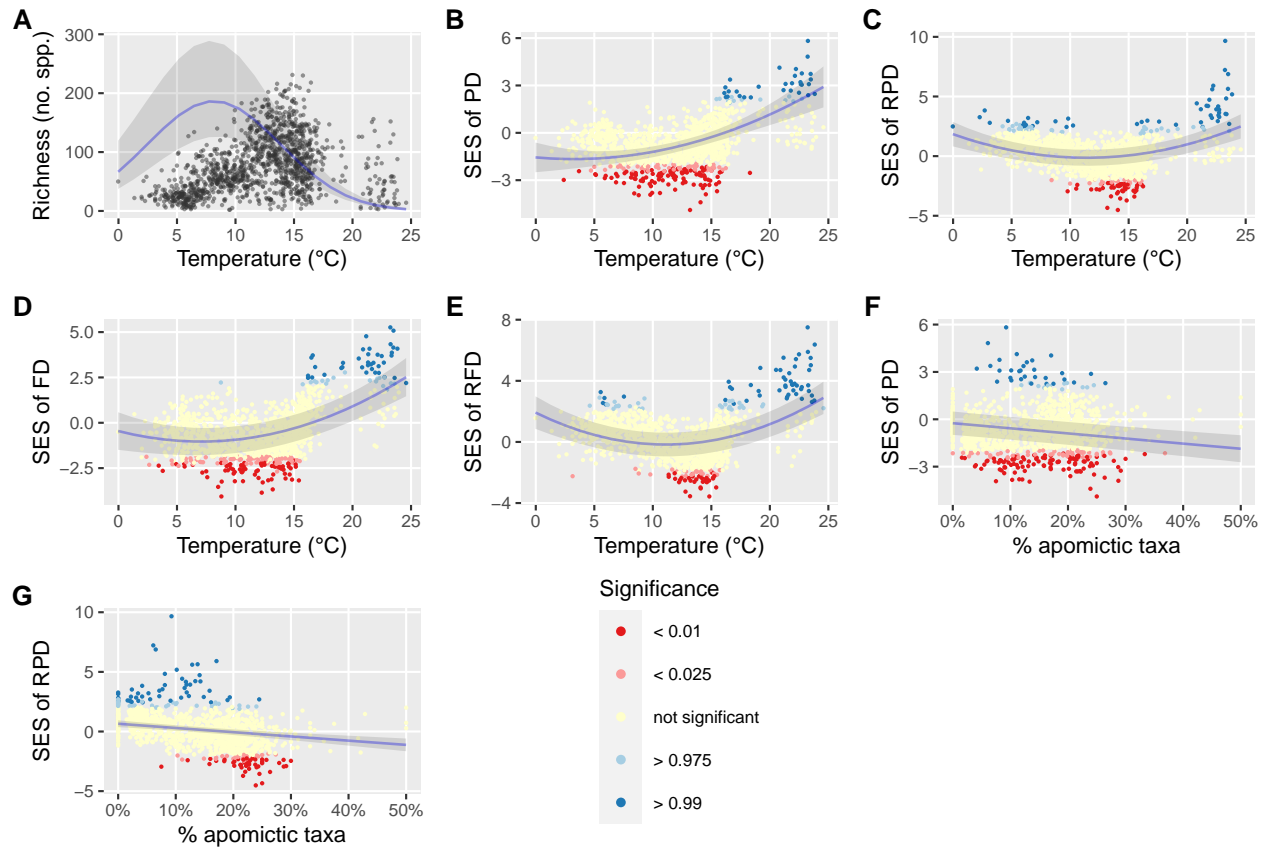 A
Richness (no. spp.)
300
200
100
0
0 5 10 15 20 25
Temperature (°C)
B
SES of PD
6
3
0
−3
0 5 10 15 20 25
Temperature (°C)
C
SES of RPD
10
5
0
−5
0 5 10 15 20 25
Temperature (°C)
D
SES of FD
5.0
2.5
0.0
−2.5
0 5 10 15 20 25
Temperature (°C)
E
SES of RFD
8
4
0
−4
0 5 10 15 20 25
Temperature (°C)
F
SES of PD
6
3
0
−3
0% 10% 20% 30% 40% 50%
% apomictic taxa
G
SES of RPD
10
5
0
−5
0% 10% 20% 30% 40% 50%
% apomictic taxa
Significance
< 0.01
< 0.025
not significant
> 0.975
> 0.99